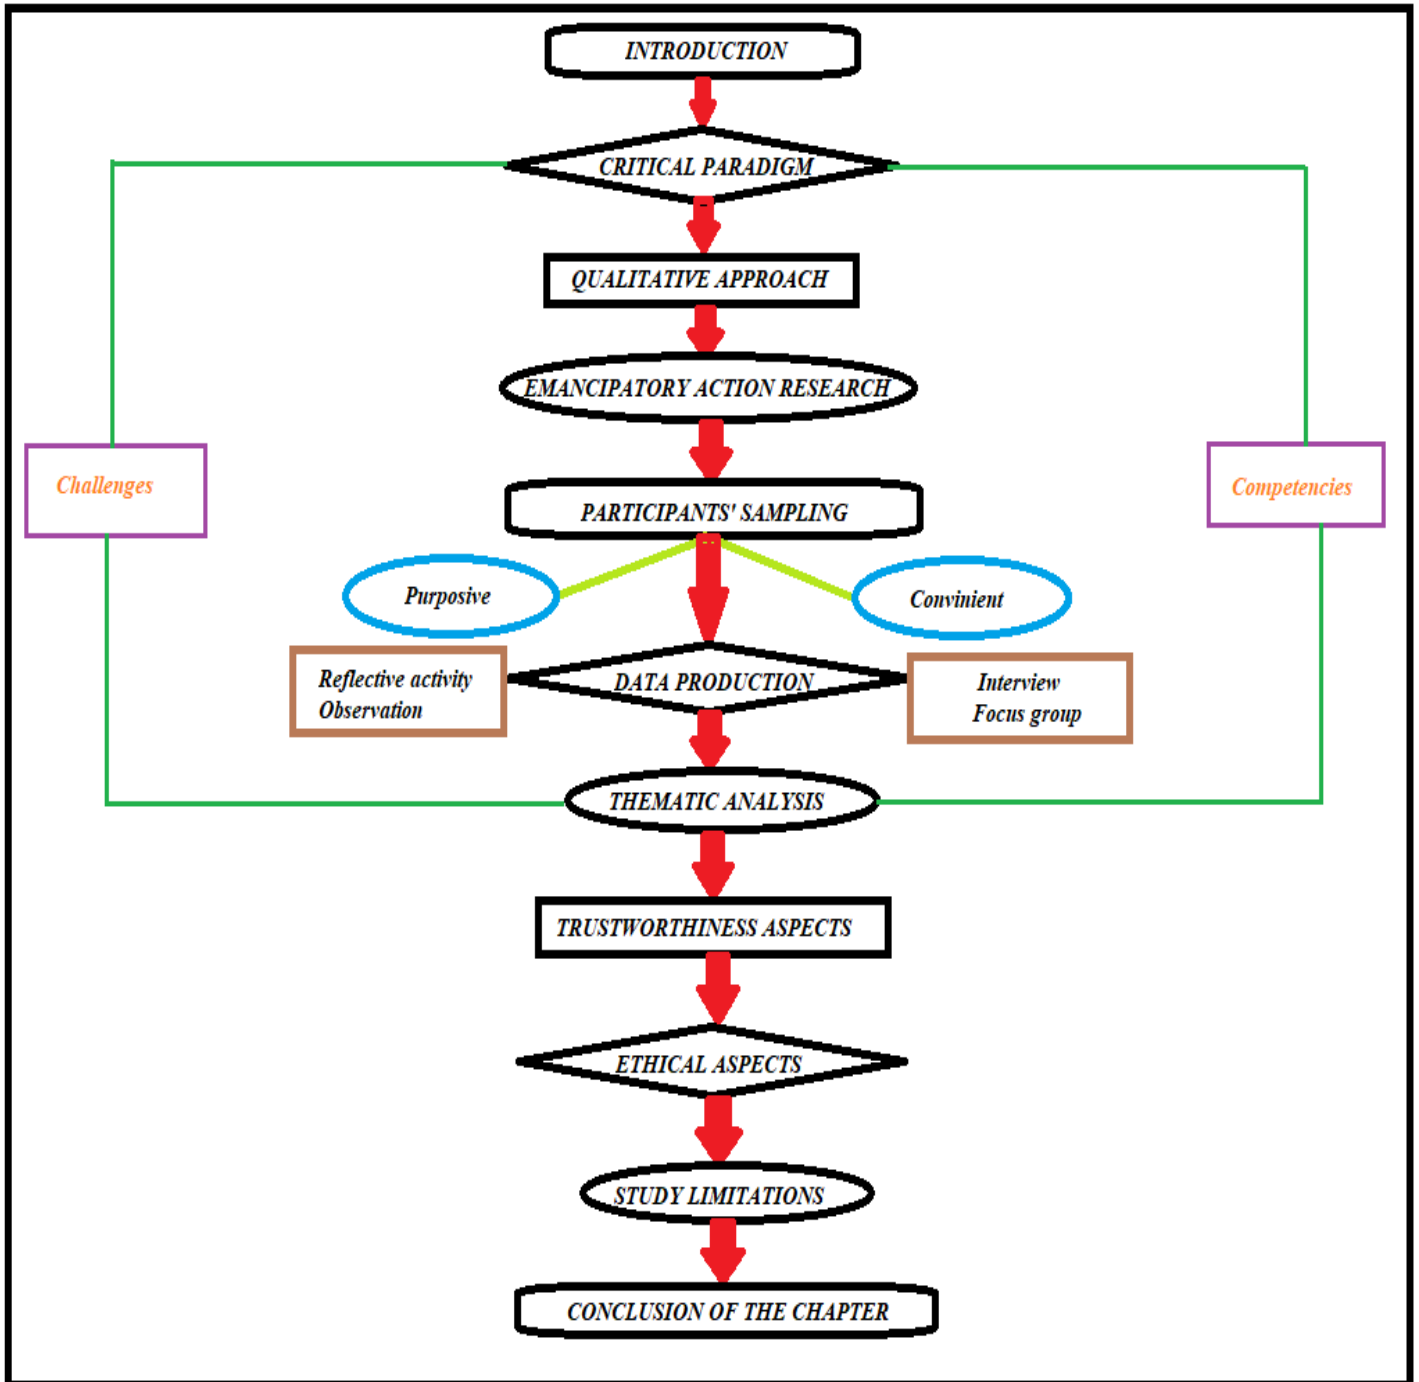 INTRODUCTION
CRITICAL PARADIGM
QUALITATIVE APPROACH
EMANCIPATORY ACTION RESEARCH
Challenges
Competencies
PARTICIPANTS' SAMPLING
Purposive
Convinient
Reflective activity
Observation
DATA PRODUCTION
Interview
Focus group
THEMATIC ANALYSIS
TRUSTWORTHINESS ASPECTS
ETHICAL ASPECTS
STUDY LIMITATIONS
CONCLUSION OF THE CHAPTER